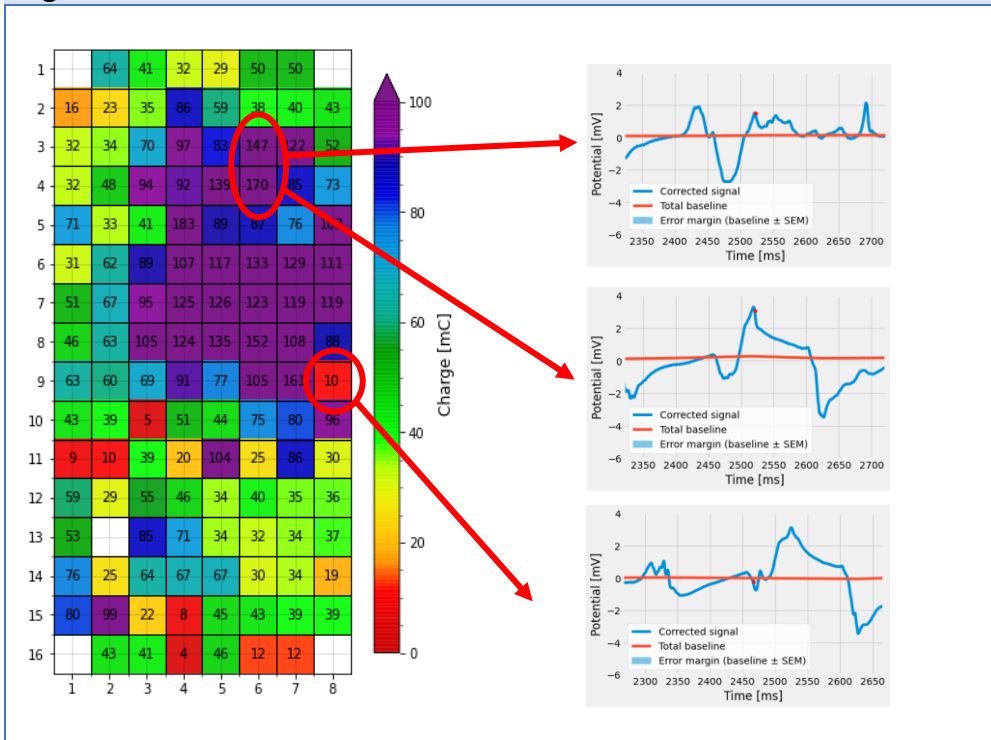 1 64 41 32 29 50 50
2 16 23 35 86 59 38 40 43
3 32 34 70 97 83 147 122 52
4 32 48 94 92 139 170 85 73
5 71 33 41 183 89 87 76
6 31 62 89 107 117 133 129 111
7 51 67 95 125 126 123 119 119
8 46 63 105 124 135 152 108 88
9 63 60 69 91 77 105 161 10
10 43 39 5 51 44 75 80 96
11 9 10 39 20 104 25 86 30
12 59 29 55 46 34 40 35 36
13 53 85 71 34 32 34 37
14 76 25 64 67 67 30 34 19
15 80 99 22 8 45 43 39 39
16 43 41 4 46 12 12
1 2 3 4 5 6 7 8
100
80
60
40
20
0
Charge [mC]
4
2
0
−2
−4
−6
Potential [mV]
Corrected signal
Total baseline
Error margin (baseline ± SEM)
2350 2400 2450 2500 2550 2600 2650 2700
Time [ms]
4
2
0
−2
−4
−6
Potential [mV]
Corrected signal
Total baseline
Error margin (baseline ± SEM)
2350 2400 2450 2500 2550 2600 2650 2700
Time [ms]
4
2
0
−2
−4
−6
Potential [mV]
Corrected signal
Total baseline
Error margin (baseline ± SEM)
2300 2350 2400 2450 2500 2550 2600 2650
Time [ms]